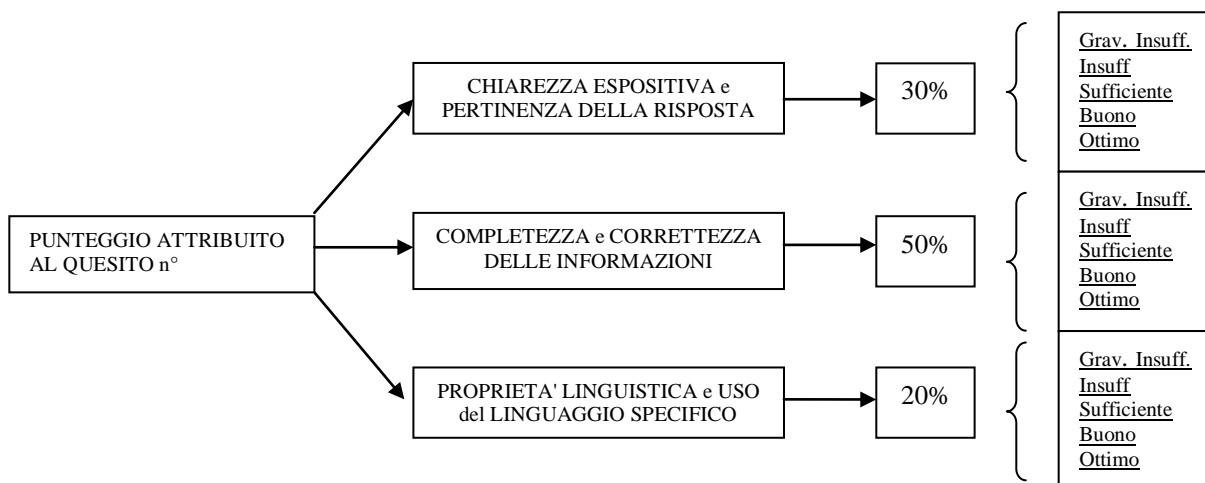 PUNTEGGIO ATTRIBUITO
AL QUESITO n°
CHIAREZZA ESPOSITIVA e
PERTINENZA DELLA RISPOSTA
30%
Grav. Insuff.
Insuff
Sufficiente
Buono
Ottimo
COMPLETEZZA e CORRETTEZZA
DELLE INFORMAZIONI
50%
Grav. Insuff.
Insuff
Sufficiente
Buono
Ottimo
PROPRIETA' LINGUISTICA e USO
del LINGUAGGIO SPECIFICO
20%
Grav. Insuff.
Insuff
Sufficiente
Buono
Ottimo